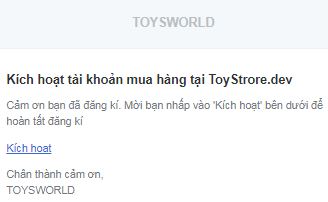 TOYSWORLD
Kích hoạt tài khoản mua hàng tại ToyStrore.dev
Cảm ơn bạn đã đăng kí. Mời bạn nhấp vào 'Kích hoạt' bên dưới để
hoàn tất đăng kí
Kích hoạt
Chân thành cảm ơn,
TOYSWORLD